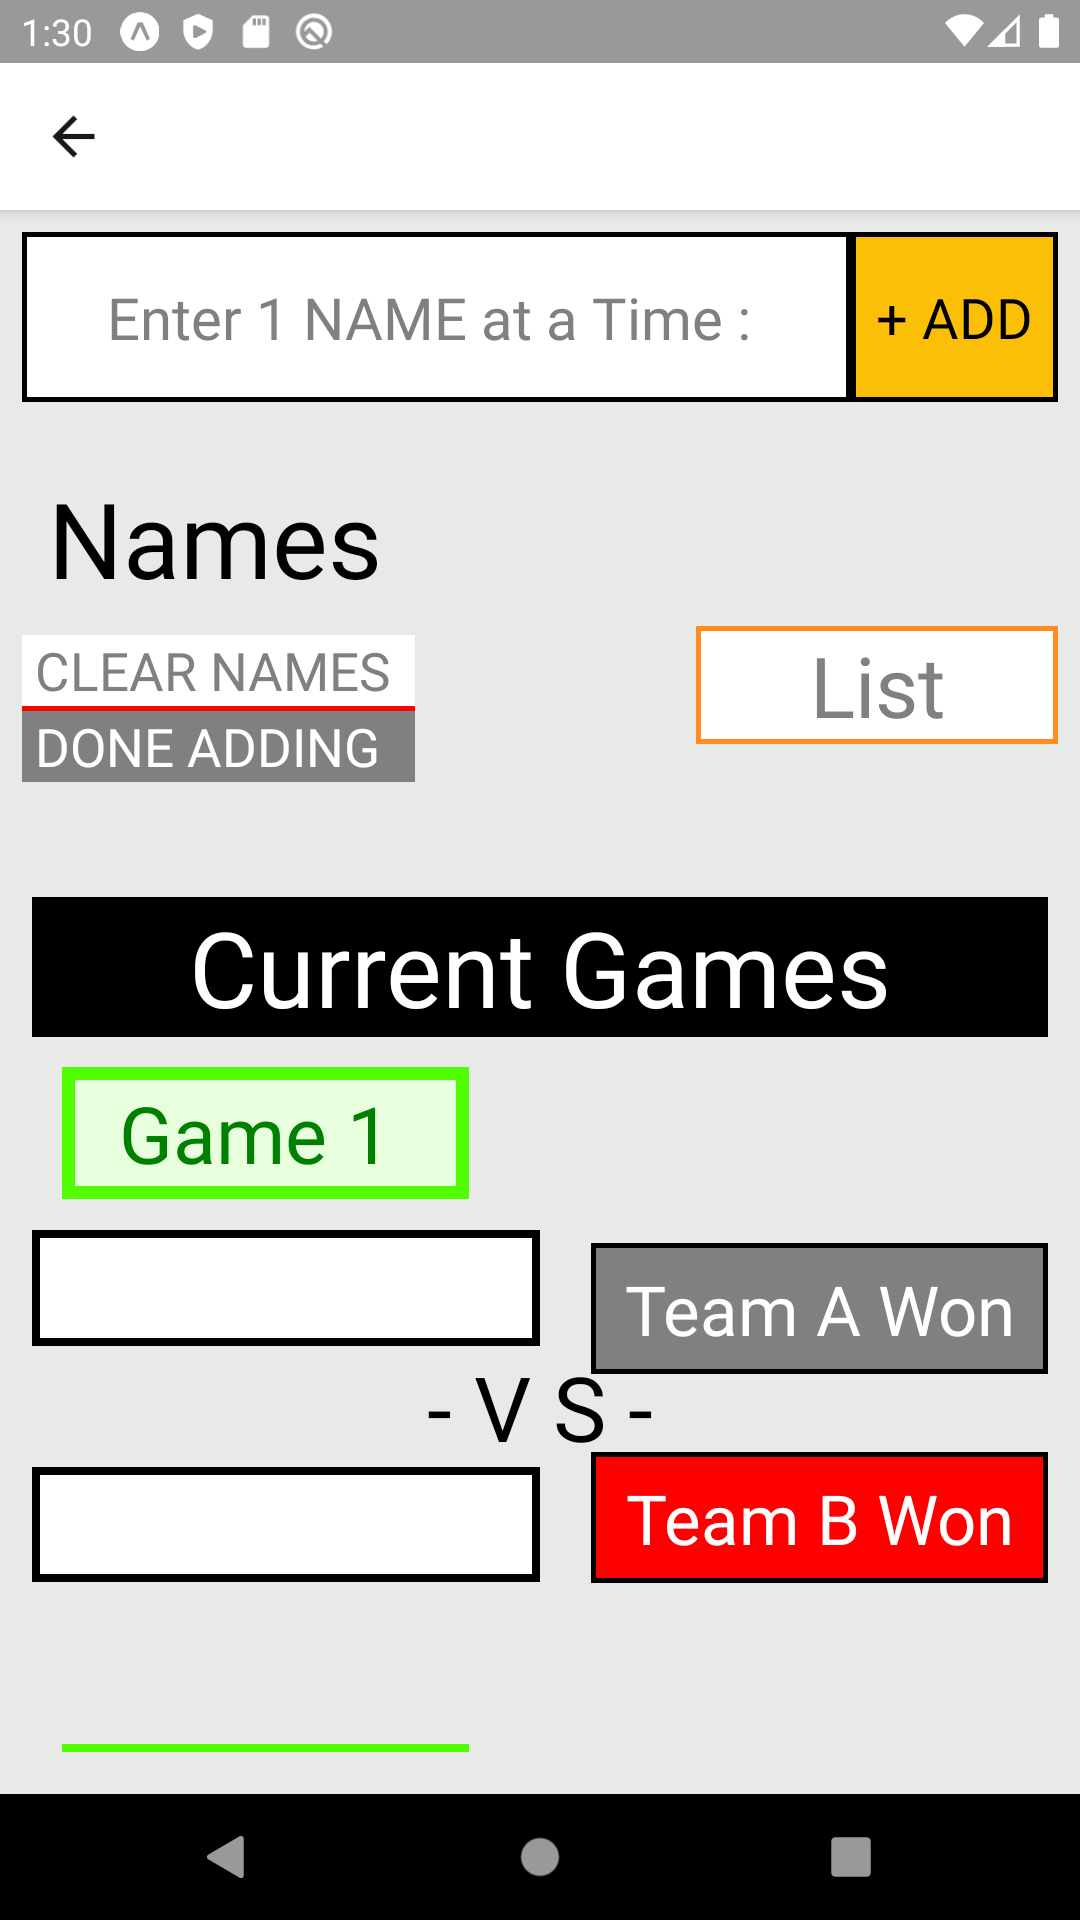 1:30
Enter 1 NAME at a Time :
+ ADD
Names
CLEAR NAMES
List
DONE ADDING
Current Games
Game 1
Team A Won
- V S -
Team B Won